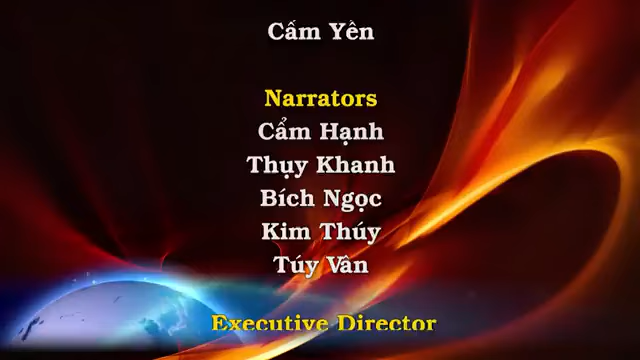 Cẩm Yên
Narrators
Cẩm Hạnh
Thụy Khanh
Bích Ngọc
Kim Thúy
Túy Vân
Executive Director